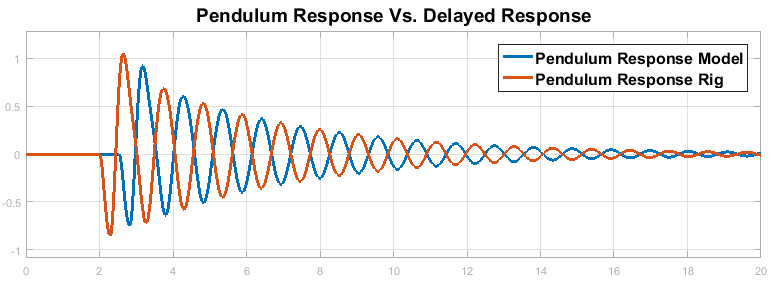 Pendulum Response Vs. Delayed Response
Pendulum Response Model
Pendulum Response Rig
1
0.5
0
-0.5
-1
0 2 4 6 8 10 12 14 16 18 20